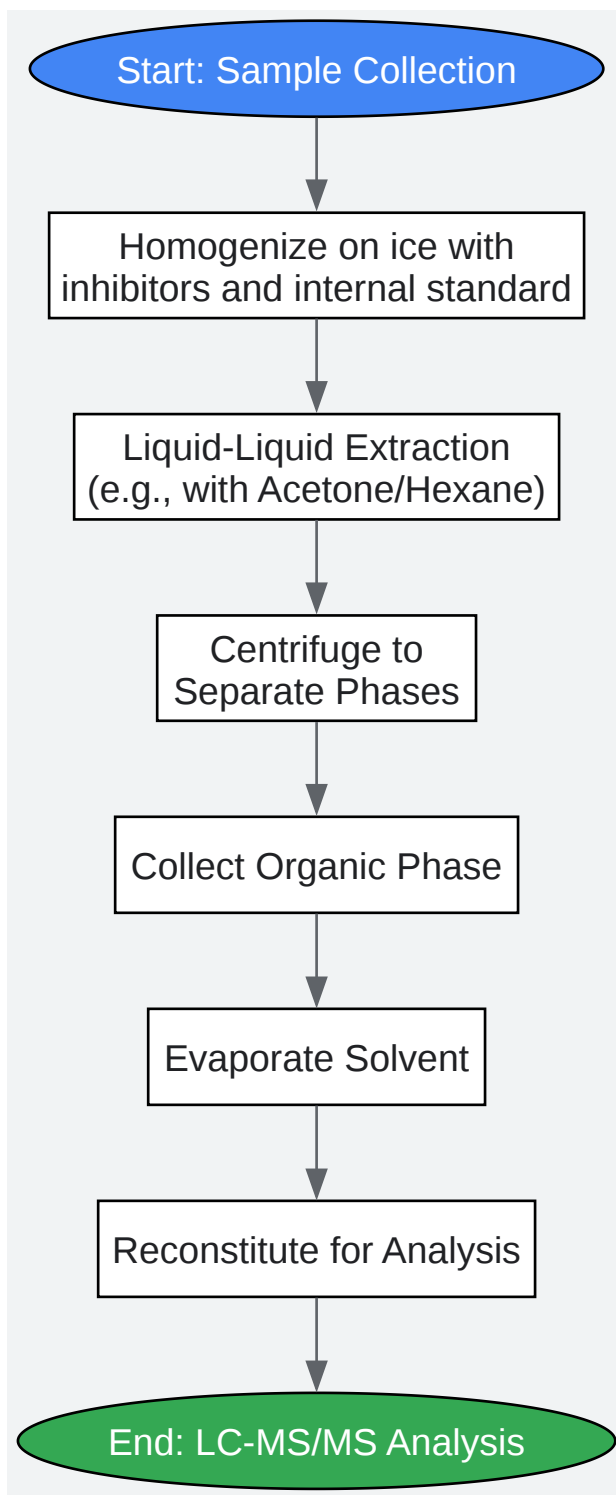 Start: Sample Collection
Homogenize on ice with
inhibitors and internal standard
Liquid-Liquid Extraction
(e.g., with Acetone/Hexane)
Centrifuge to
Separate Phases
Collect Organic Phase
Evaporate Solvent
Reconstitute for Analysis
End: LC-MS/MS Analysis